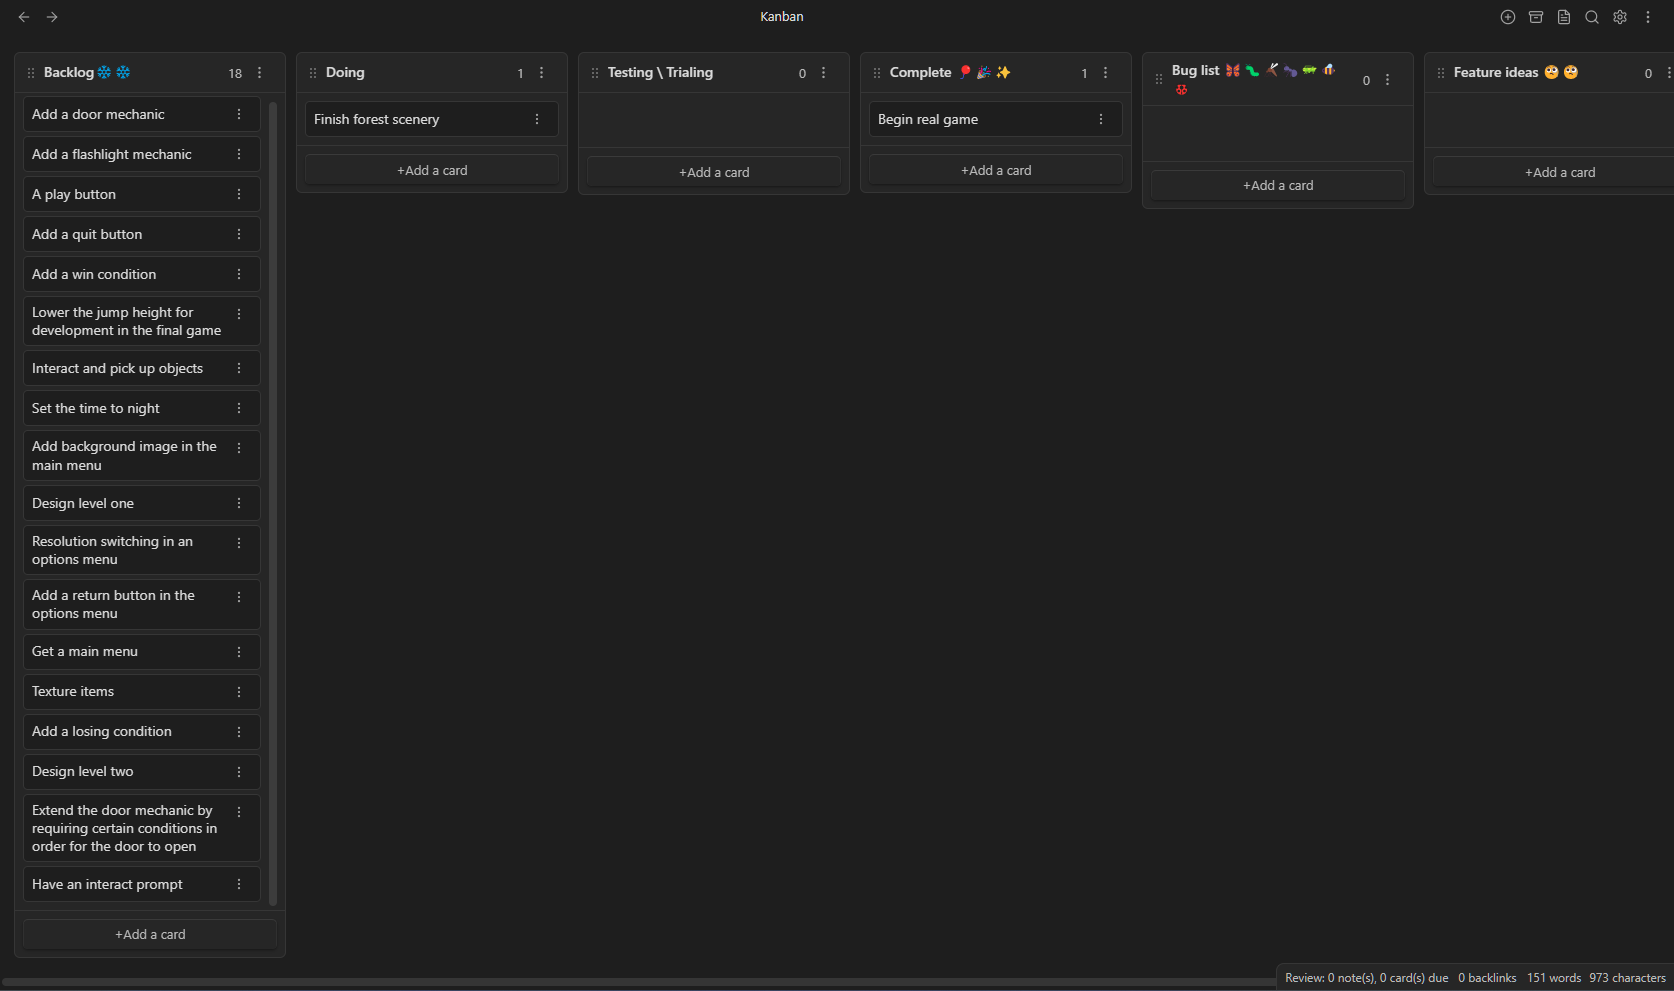 Kanban
Backlog ❄️ ❄️ 18
Add a door mechanic
Add a flashlight mechanic
A play button
Add a quit button
Add a win condition
Lower the jump height for
development in the final game
Interact and pick up objects
Set the time to night
Add background image in the
main menu
Design level one
Resolution switching in an
options menu
Add a return button in the
options menu
Get a main menu
Texture items
Add a losing condition
Design level two
Extend the door mechanic by
requiring certain conditions in
order for the door to open
Have an interact prompt
+Add a card
Doing 1
Finish forest scenery
+Add a card
Testing \ Trialing 0
+Add a card
Complete 🎈 🎉 ✨ 1
Begin real game
+Add a card
Bug list 0
+Add a card
Feature ideas 0
+Add a card
Review: 0 note(s), 0 card(s) due 0 backlinks 151 words 973 characters